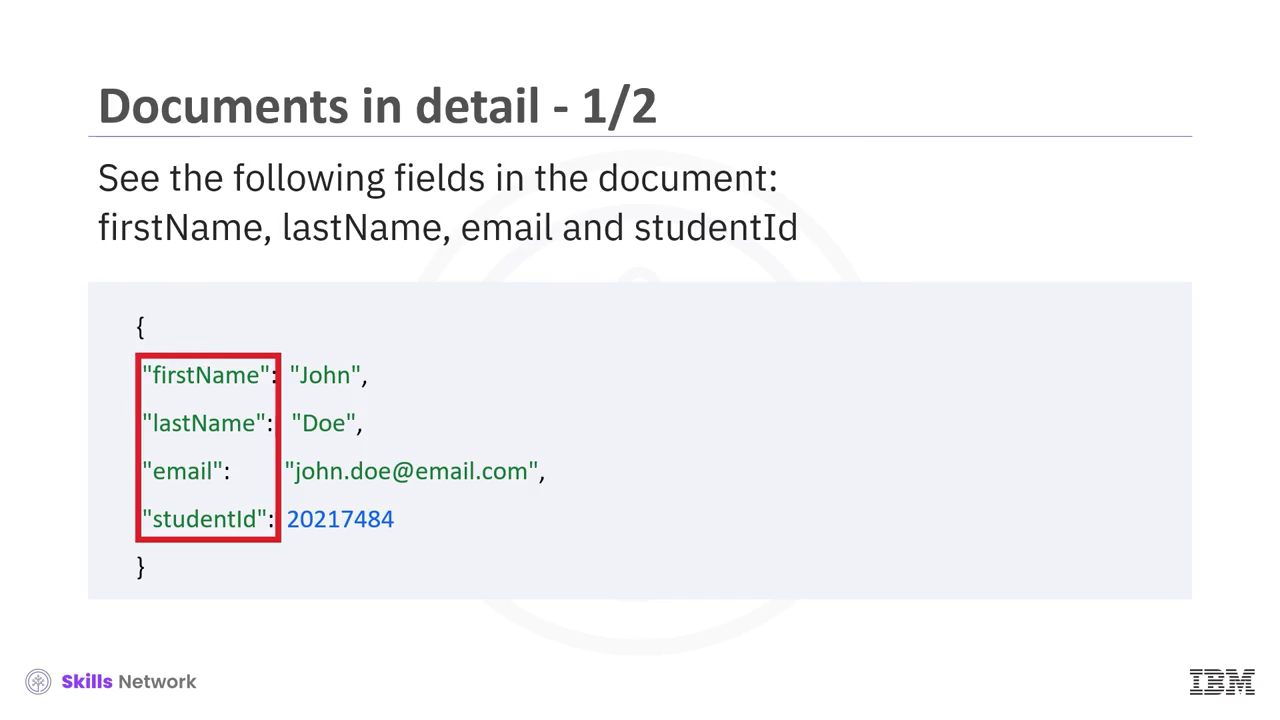 Documents in detail - 1/2
See the following fields in the document:
firstName, lastName, email and studentId
{
"firstName": "John",
"lastName": "Doe",
"email": "john.doe@email.com",
"studentId": 20217484
}
Skills Network
IBM